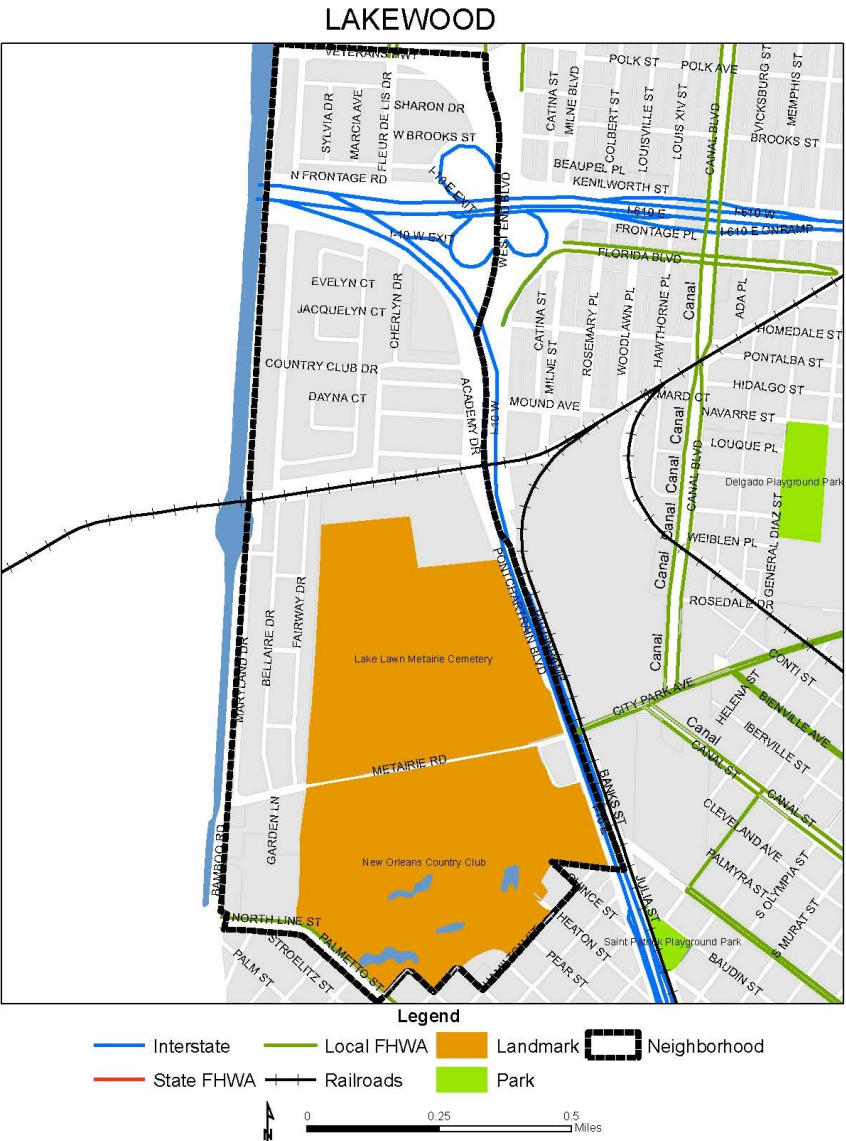 LAKEWOOD
VETERANS HWY
POLK ST
POLK AVE
VICKSBURG ST
MEMPHIS ST
SYLVIA DR
MARCIA AVE
FLEUR DE LIS DR
SHARON DR
W BROOKS ST
CATINA ST
MILNE BLVD
COLBERT ST
LOUISVILLE ST
LOUIS XIV ST
CANAL BLVD
BROOKS ST
BEAUPEL PL
KENILWORTH ST
N FRONTAGE RD
I-10 E EXIT
WEST END BLVD
I-610 E
I-610 W
I-610 E ONRAMP
FRONTAGE PL
I-10 W EXIT
FLORIDA BLVD
EVELYN CT
JACQUELYN CT
CHERLYN DR
CATINA ST
MILNE ST
ROSEMARY PL
WOODLAWN PL
HAWTHORNE PL
Canal
ADA PL
HOMEDALE ST
PONTALBA ST
COUNTRY CLUB DR
DAYNA CT
ACADEMY DR
I-10 W
MOUND AVE
HIDALGO ST
NAVARRE ST
LOUQUE PL
Canal
Canal
CANAL BLVD
Delgado Playground Park
Canal
WEIBLEN PL
GENERAL DIAZ ST
Canal
ROSEDALE DR
PONTCHARTRAIN BLVD
FAIRWAY DR
BELLAIRE DR
MARYLAND DR
Lake Lawn Metairie Cemetery
Canal
CONTI ST
CITY PARK AVE
HELENA ST
BIENVILLE AVE
IBERVILLE ST
Canal
CANAL ST
METAIRIE RD
BANKS ST
I-10 E
CANAL ST
CLEVELAND AVE
PALMYRA ST
S OLYMPIA ST
GARDEN LN
BAMBOO RD
New Orleans Country Club
QUINCE ST
HEATON ST
PEAR ST
JULIA ST
S MURAT ST
Saint Patrick Playground Park
BAUDIN ST
NORTH LINE ST
STROELITZ ST
PALMETTO ST
PALM ST
Legend
Interstate
Local FHWA
Landmark
Neighborhood
State FHWA
Railroads
Park
N
0 0.25 0.5
Miles